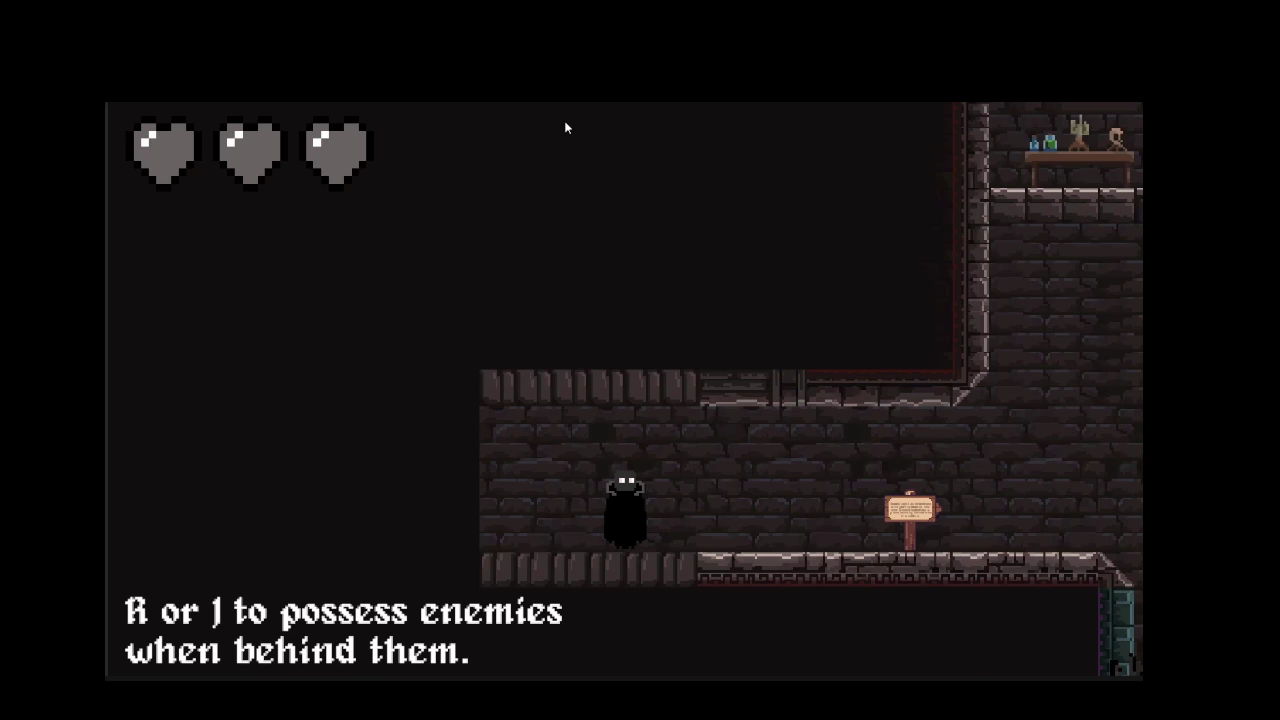 R or J to possess enemies
when behind them.